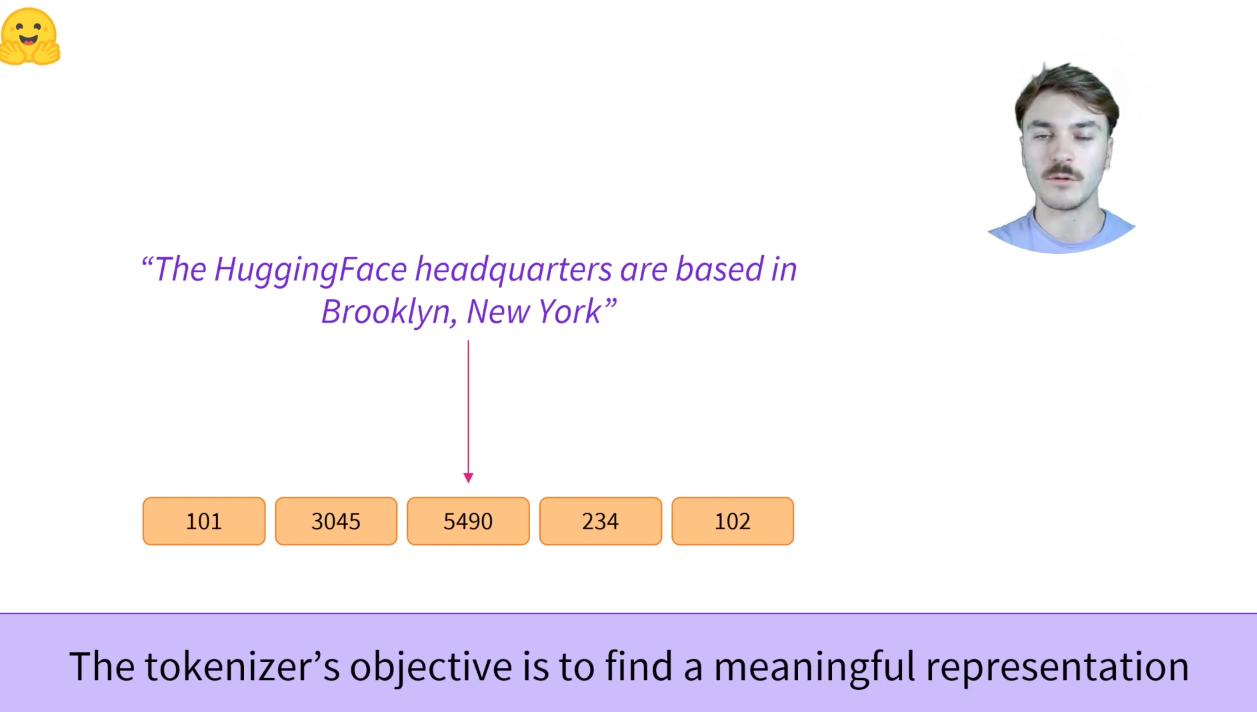 “The HuggingFace headquarters are based in
Brooklyn, New York”
101 3045 5490 234 102
The tokenizer’s objective is to find a meaningful representation